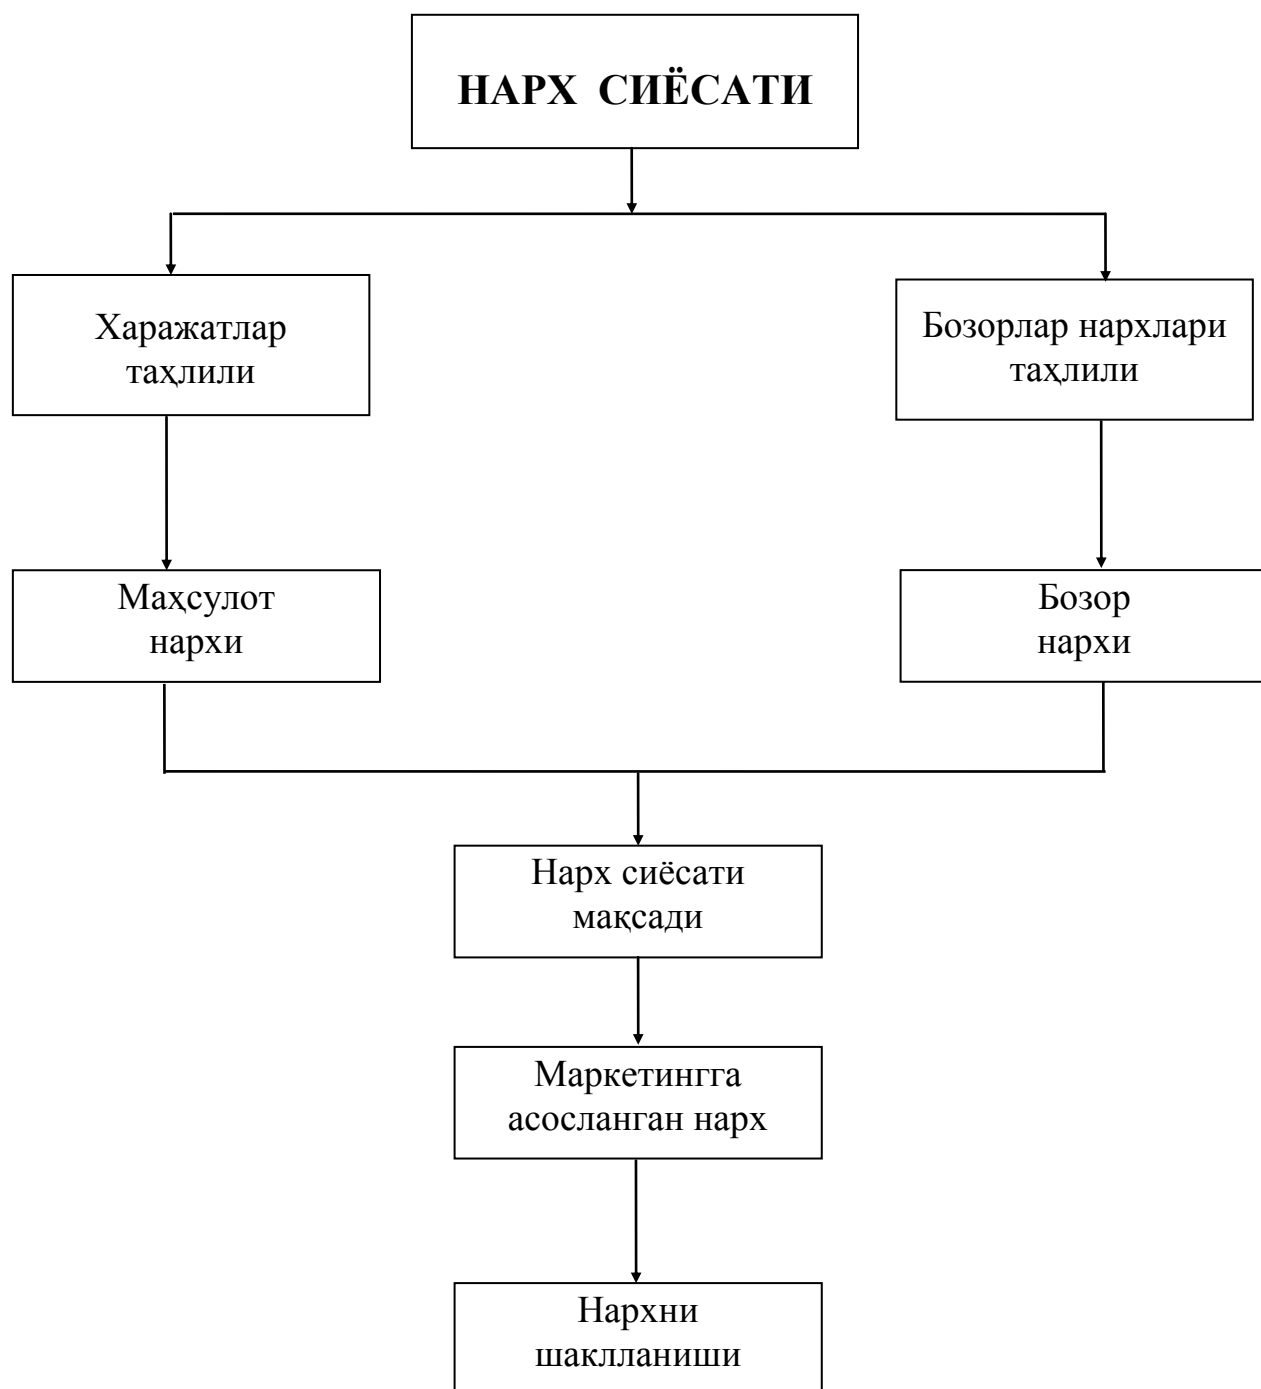 НАРХ СИЁСАТИ
Харажатлар
таҳлили
Бозорлар нархлари
таҳлили
Маҳсулот
нархи
Бозор
нархи
Нарх сиёсати
мақсади
Маркетингга
асосланган нарх
Нархни
шаклланиши